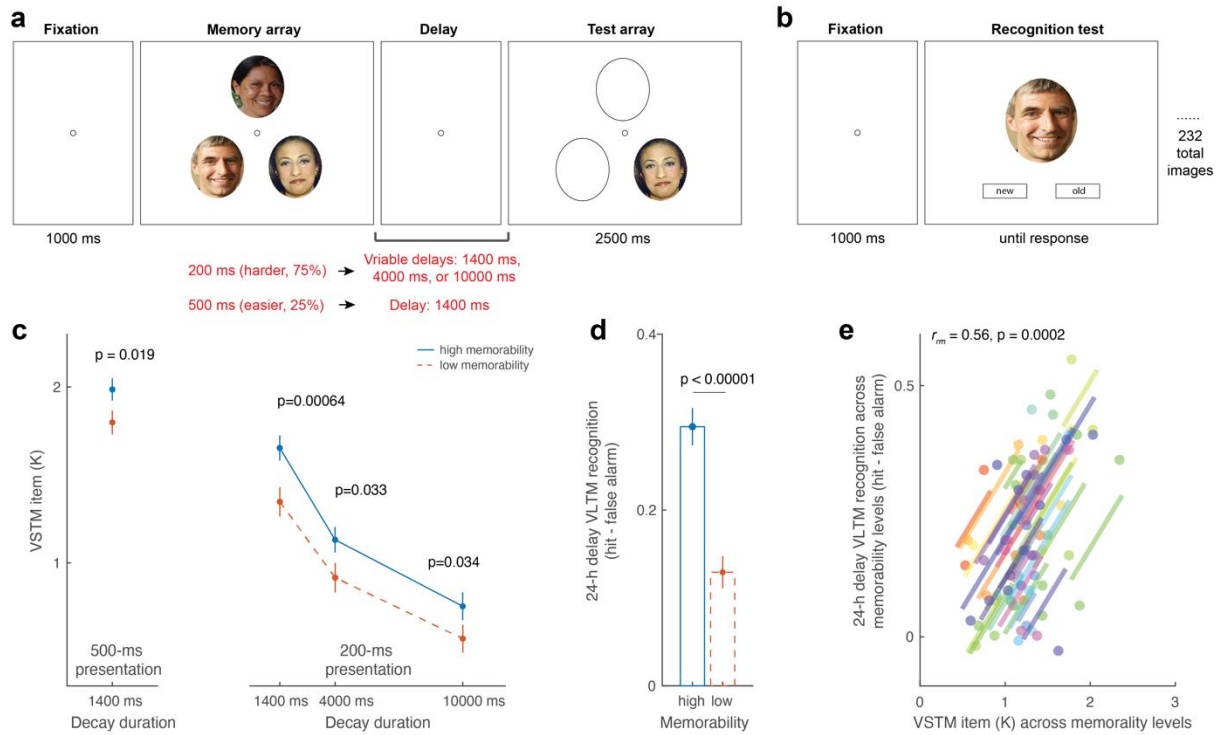 a
Fixation
Memory array
Delay
Test array
1000 ms
2500 ms
200 ms (harder, 75%)
Vriable delays: 1400 ms,
4000 ms, or 10000 ms
500 ms (easier, 25%)
Delay: 1400 ms
b
Fixation
Recognition test
new
old
......
232
total
images
1000 ms
until response
c
VSTM item (K)
2
1
p = 0.019
high memorability
low memorability
p=0.00064
p=0.033
p=0.034
500-ms
presentation
200-ms
presentation
1400 ms
1400 ms
4000 ms
10000 ms
Decay duration
Decay duration
d
24-h delay VLTM recognition
(hit - false alarm)
0.4
0.2
0
p < 0.00001
high
low
Memorability
e
r rm = 0.56, p = 0.0002
24-h delay VLTM recognition across
memorability levels (hit - false alarm)
0.5
0
0
1
2
3
VSTM item (K) across memorality levels